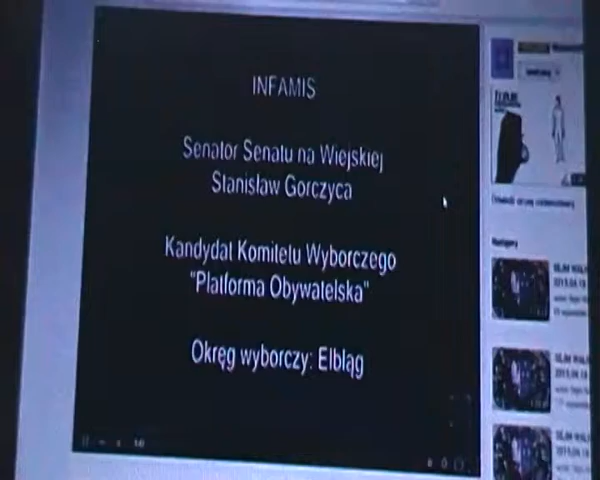 INFAMIS
Senator Senatu na Wiejskiej
Stanisław Gorczyca
Kandydat Komitetu Wyborczego
"Platforma Obywatelska"
Okręg wyborczy: Elbląg